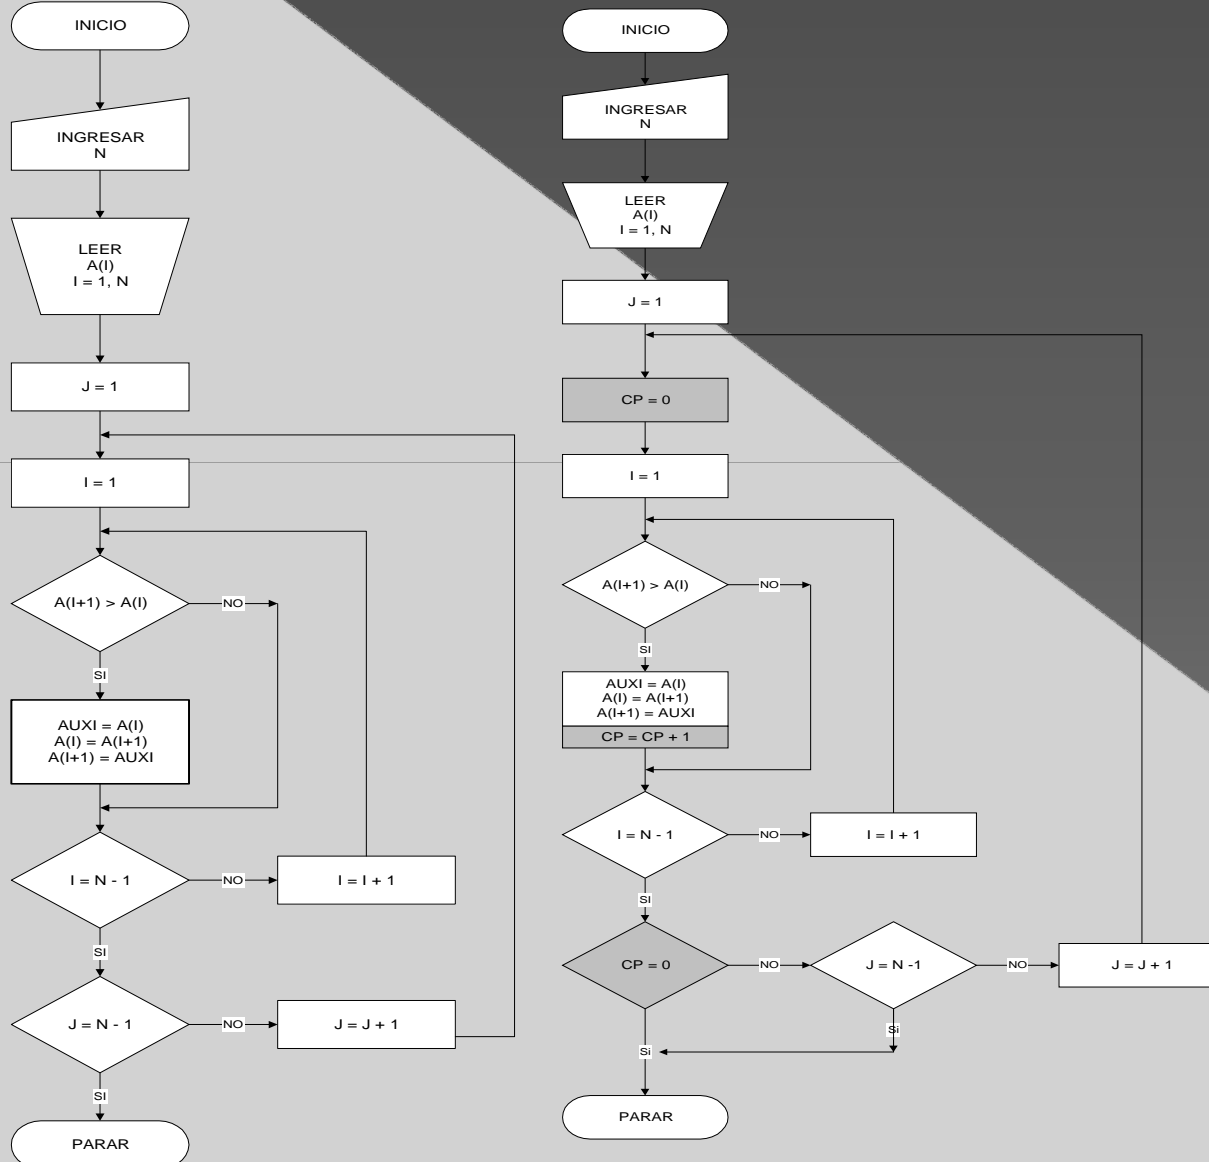 INICIO
INGRESAR
N
LEER
A(I)
I = 1, N
J = 1
I = 1
A(I+1) > A(I)
NO
SI
AUXI = A(I)
A(I) = A(I+1)
A(I+1) = AUXI
I = N - 1
NO
I = I + 1
SI
J = N - 1
NO
J = J + 1
SI
PARAR
INICIO
INGRESAR
N
LEER
A(I)
I = 1, N
J = 1
CP = 0
I = 1
A(I+1) > A(I)
NO
SI
AUXI = A(I)
A(I) = A(I+1)
A(I+1) = AUXI
CP = CP + 1
I = N - 1
NO
I = I + 1
SI
CP = 0
NO
J = N -1
NO
J = J + 1
Si
Si
PARAR